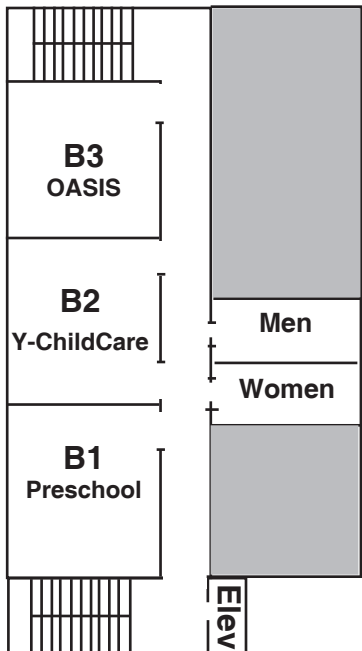 B3
OASIS
B2
Y-ChildCare
Men
Women
B1
Preschool
Elev